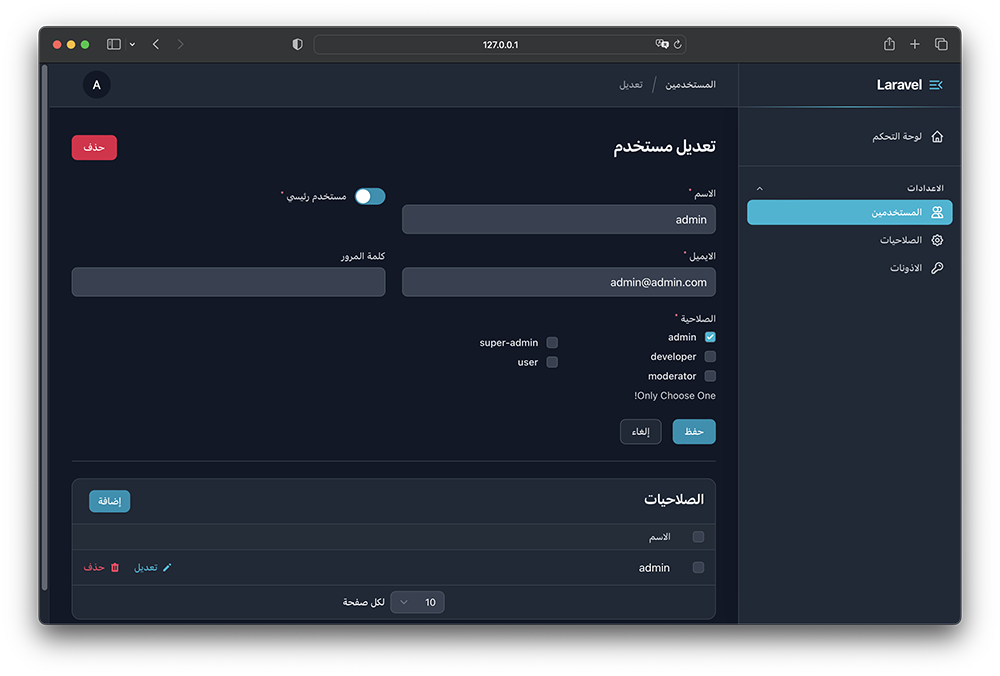 127.0.0.1
Laravel
المستخدمين / تعديل
A
لوحة التحكم
الاعدادات
المستخدمين
الصلاحيات
الاذونات
تعديل مستخدم
حذف
الاسم *
admin
مستخدم رئيسي *
الايميل *
admin@admin.com
كلمة المرور
الصلاحية *
admin
developer
moderator
super-admin
user
!Only Choose One
حفظ
إلغاء
الصلاحيات
إضافة
الاسم
admin
تعديل
حذف
10
لكل صفحة